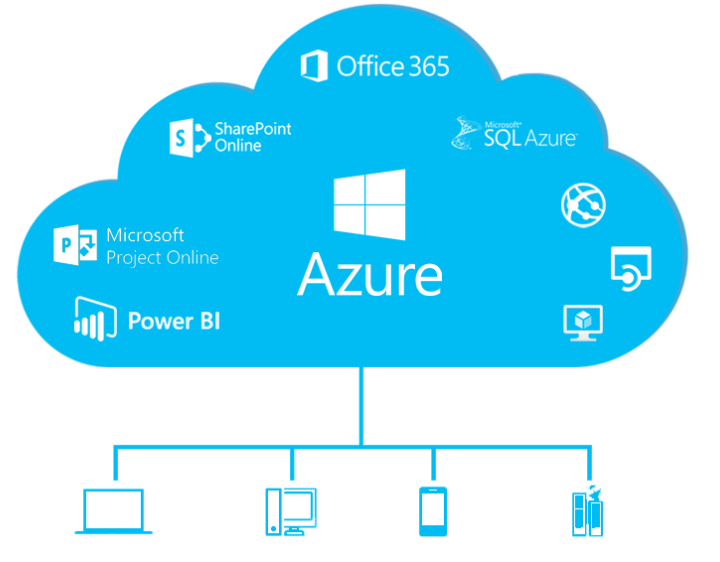 Office 365
SharePoint
Online
Microsoft
SQL Azure
S
Microsoft
Project Online
P
Azure
Power BI